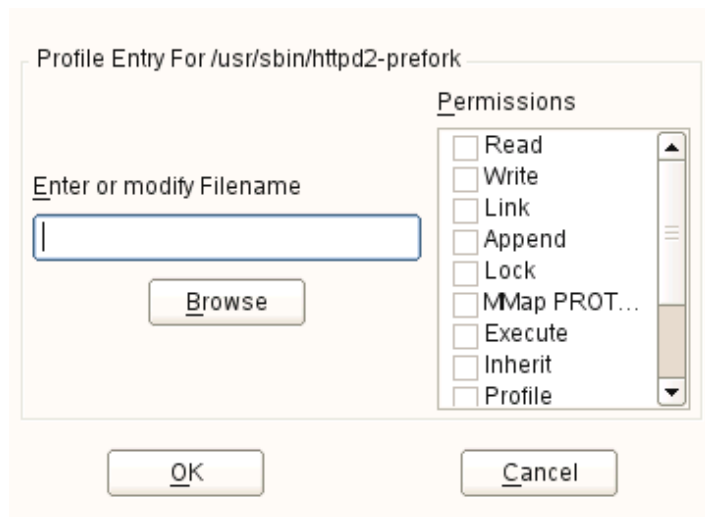 Profile Entry For /usr/sbin/httpd2-prefork
Permissions
Read
Write
Enter or modify Filename
Link
Append
Lock
Browse
MMap PROT...
Execute
Inherit
Profile
OK
Cancel